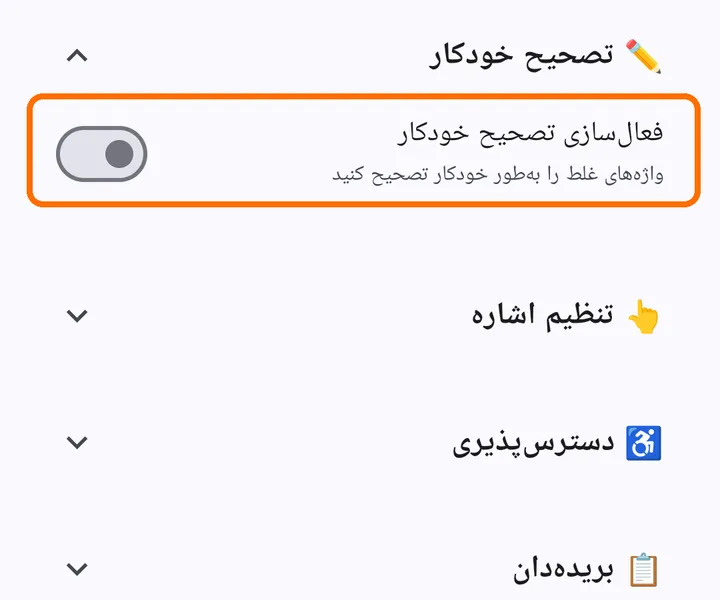 ✏️ تصحیح خودکار
فعال‌سازی تصحیح خودکار
واژه‌های غلط را به‌طور خودکار تصحیح کنید
👆 تنظیم اشاره
♿ دسترس‌پذیری
📋 بریده‌دان